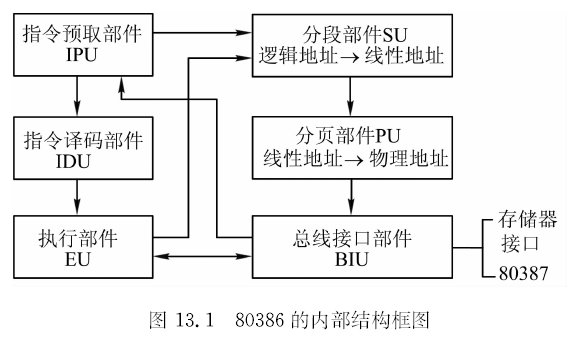 指令预取部件
IPU
分段部件SU
逻辑地址→线性地址
指令译码部件
IDU
分页部件PU
线性地址→物理地址
执行部件
EU
总线接口部件
BIU
存储器
接口
80387
图 13.1 80386 的内部结构框图